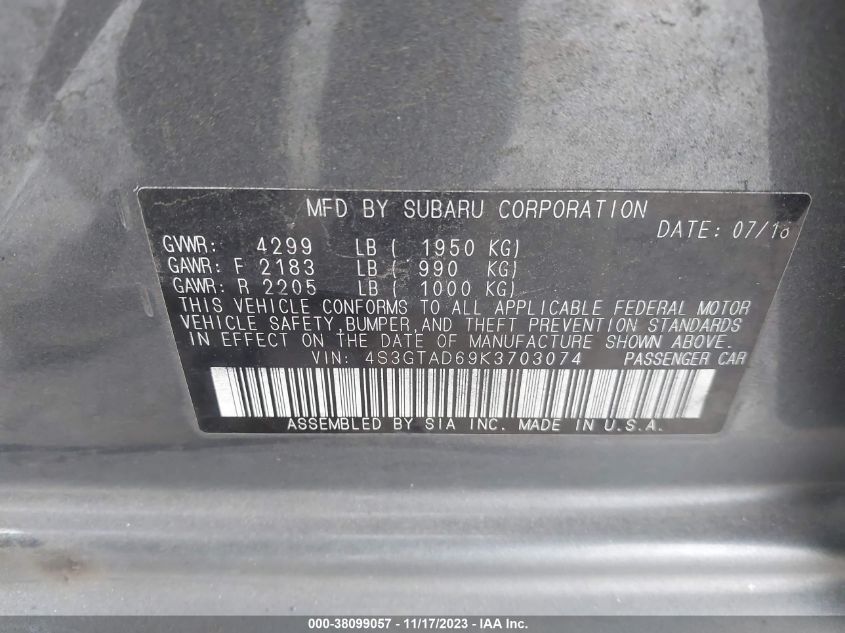 MFD BY SUBARU CORPORATION
DATE: 07/18
GVWR: 4299 LB ( 1950 KG)
GAWR: F 2183 LB ( 990 KG)
GAWR: R 2205 LB ( 1000 KG)
THIS VEHICLE CONFORMS TO ALL APPLICABLE FEDERAL MOTOR
VEHICLE SAFETY,BUMPER,AND THEFT PREVENTION STANDARDS
IN EFFECT ON THE DATE OF MANUFACTURE SHOWN ABOVE.
VIN: 4S3GTAD69K3703074 PASSENGER CAR
ASSEMBLED BY SIA INC. MADE IN U.S.A.
000-38099057 - 11/17/2023 - IAA Inc.